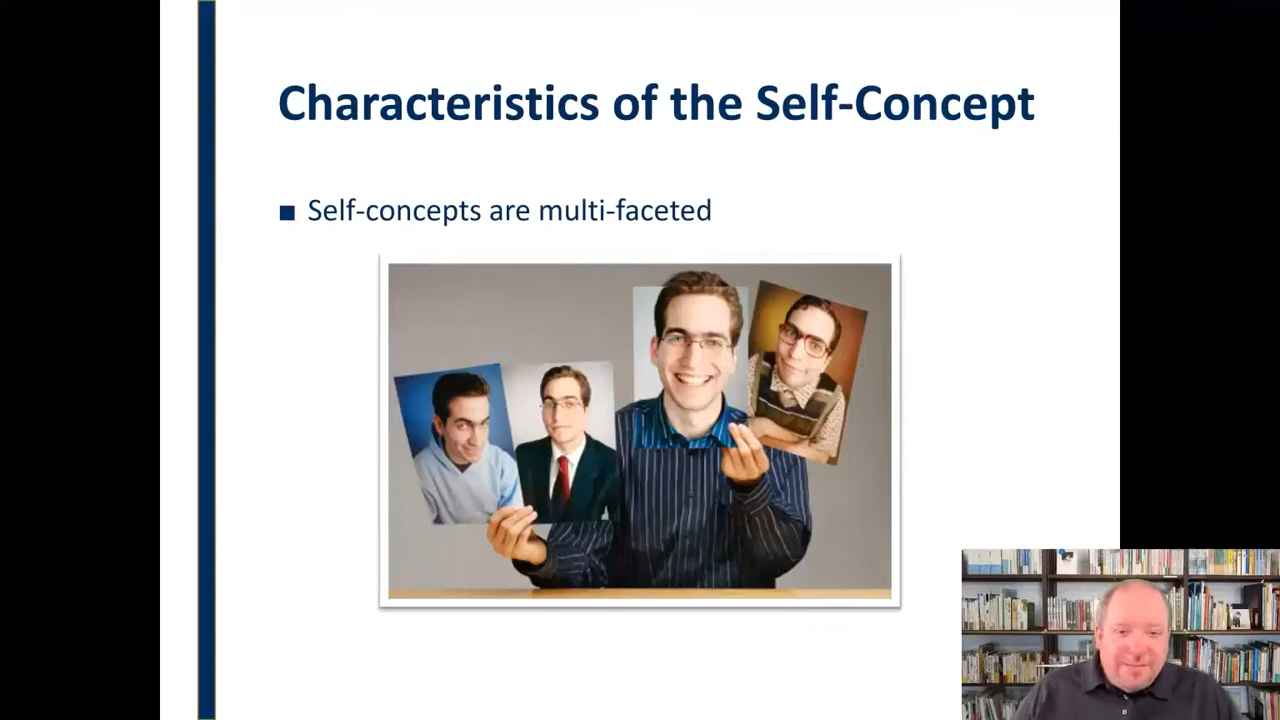 Characteristics of the Self-Concept
■ Self-concepts are multi-faceted